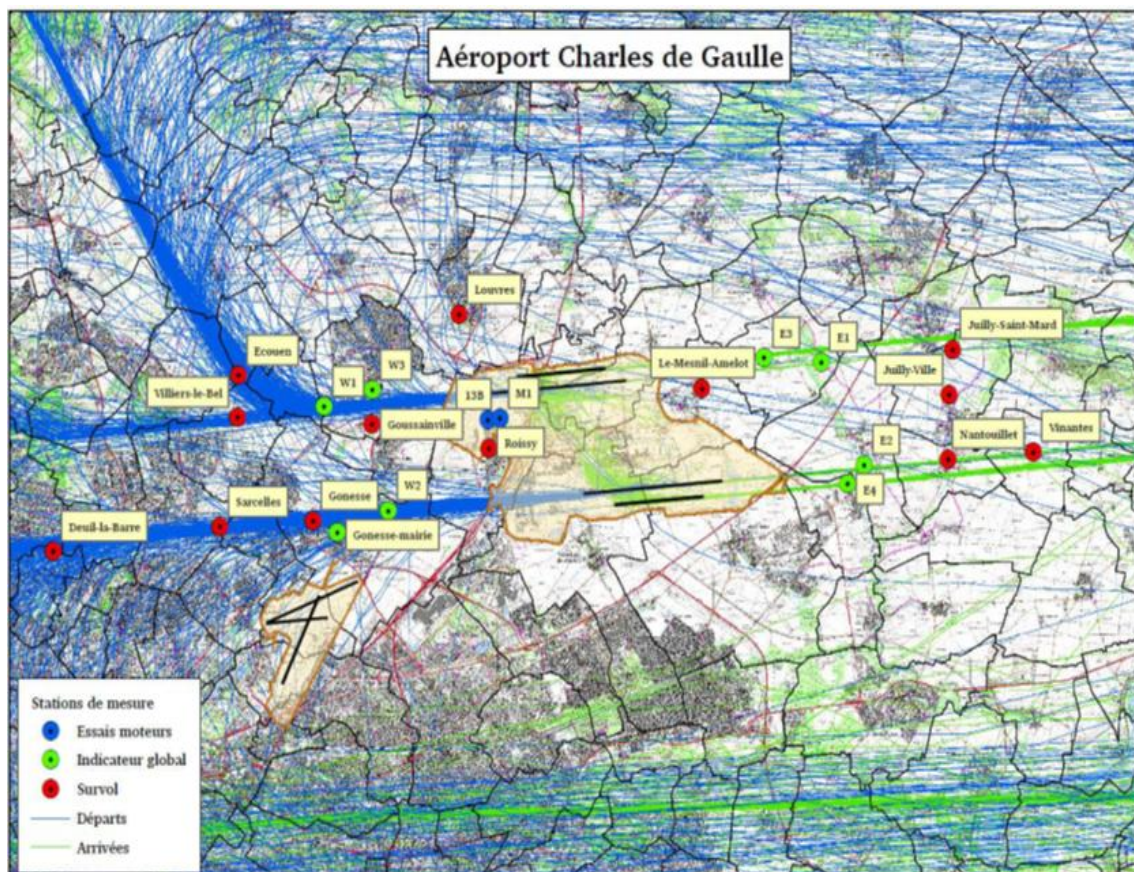 Aéroport Charles de Gaulle
Louvres
Juilly-Saint-Mard
E3
E1
Ecouen
W3
Le-Mesnil-Amelot
Juilly-Ville
W1
Villiers-le-Bel
13B
M1
Goussainville
Roissy
E2
Nantouillet
Vinantes
W2
Gonesse
Sarcelles
E4
Deuil-la-Barre
Gonesse-mairie
Stations de mesure
Essais moteurs
Indicateur global
Survol
Départs
Arrivées